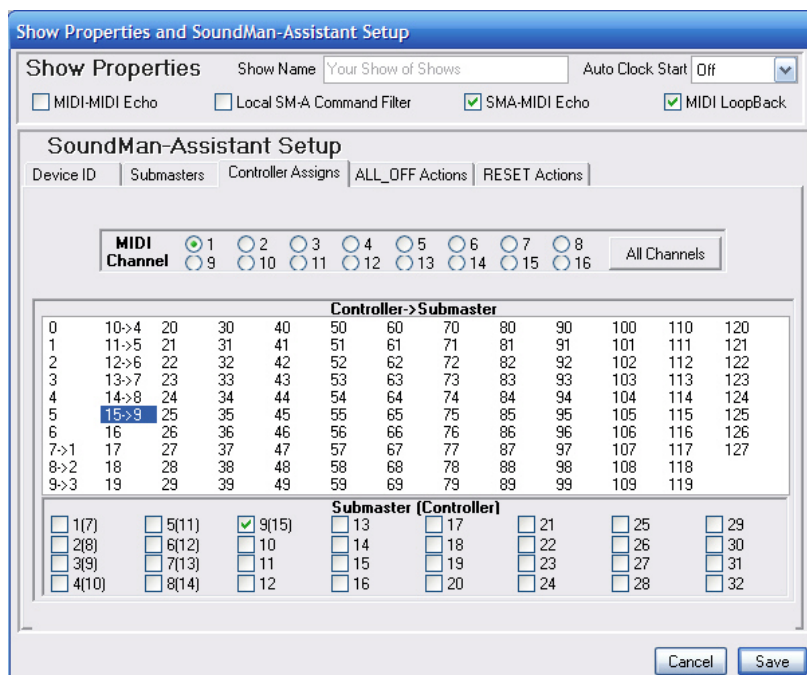 Show Properties and SoundMan-Assistant Setup
Show Properties Show Name Your Show of Shows Auto Clock Start Off
MIDI-MIDI Echo Local SM-A Command Filter SMA-MIDI Echo MIDI LoopBack
SoundMan-Assistant Setup
Device ID Submasters Controller Assigns ALL_OFF Actions RESET Actions
MIDI Channel
1 2 3 4 5 6 7 8
9 10 11 12 13 14 15 16
All Channels
Controller->Submaster
0 10->4 20 30 40 50 60 70 80 90 100 110 120
1 11->5 21 31 41 51 61 71 81 91 101 111 121
2 12->6 22 32 42 52 62 72 82 92 102 112 122
3 13->7 23 33 43 53 63 73 83 93 103 113 123
4 14->8 24 34 44 54 64 74 84 94 104 114 124
5 15->9 25 35 45 55 65 75 85 95 105 115 125
6 16 26 36 46 56 66 76 86 96 106 116 126
7->1 17 27 37 47 57 67 77 87 97 107 117 127
8->2 18 28 38 48 58 68 78 88 98 108 118
9->3 19 29 39 49 59 69 79 89 99 109 119
Submaster (Controller)
1(7) 5(11) 9(15) 13 17 21 25 29
2(8) 6(12) 10 14 18 22 26 30
3(9) 7(13) 11 15 19 23 27 31
4(10) 8(14) 12 16 20 24 28 32
Cancel Save